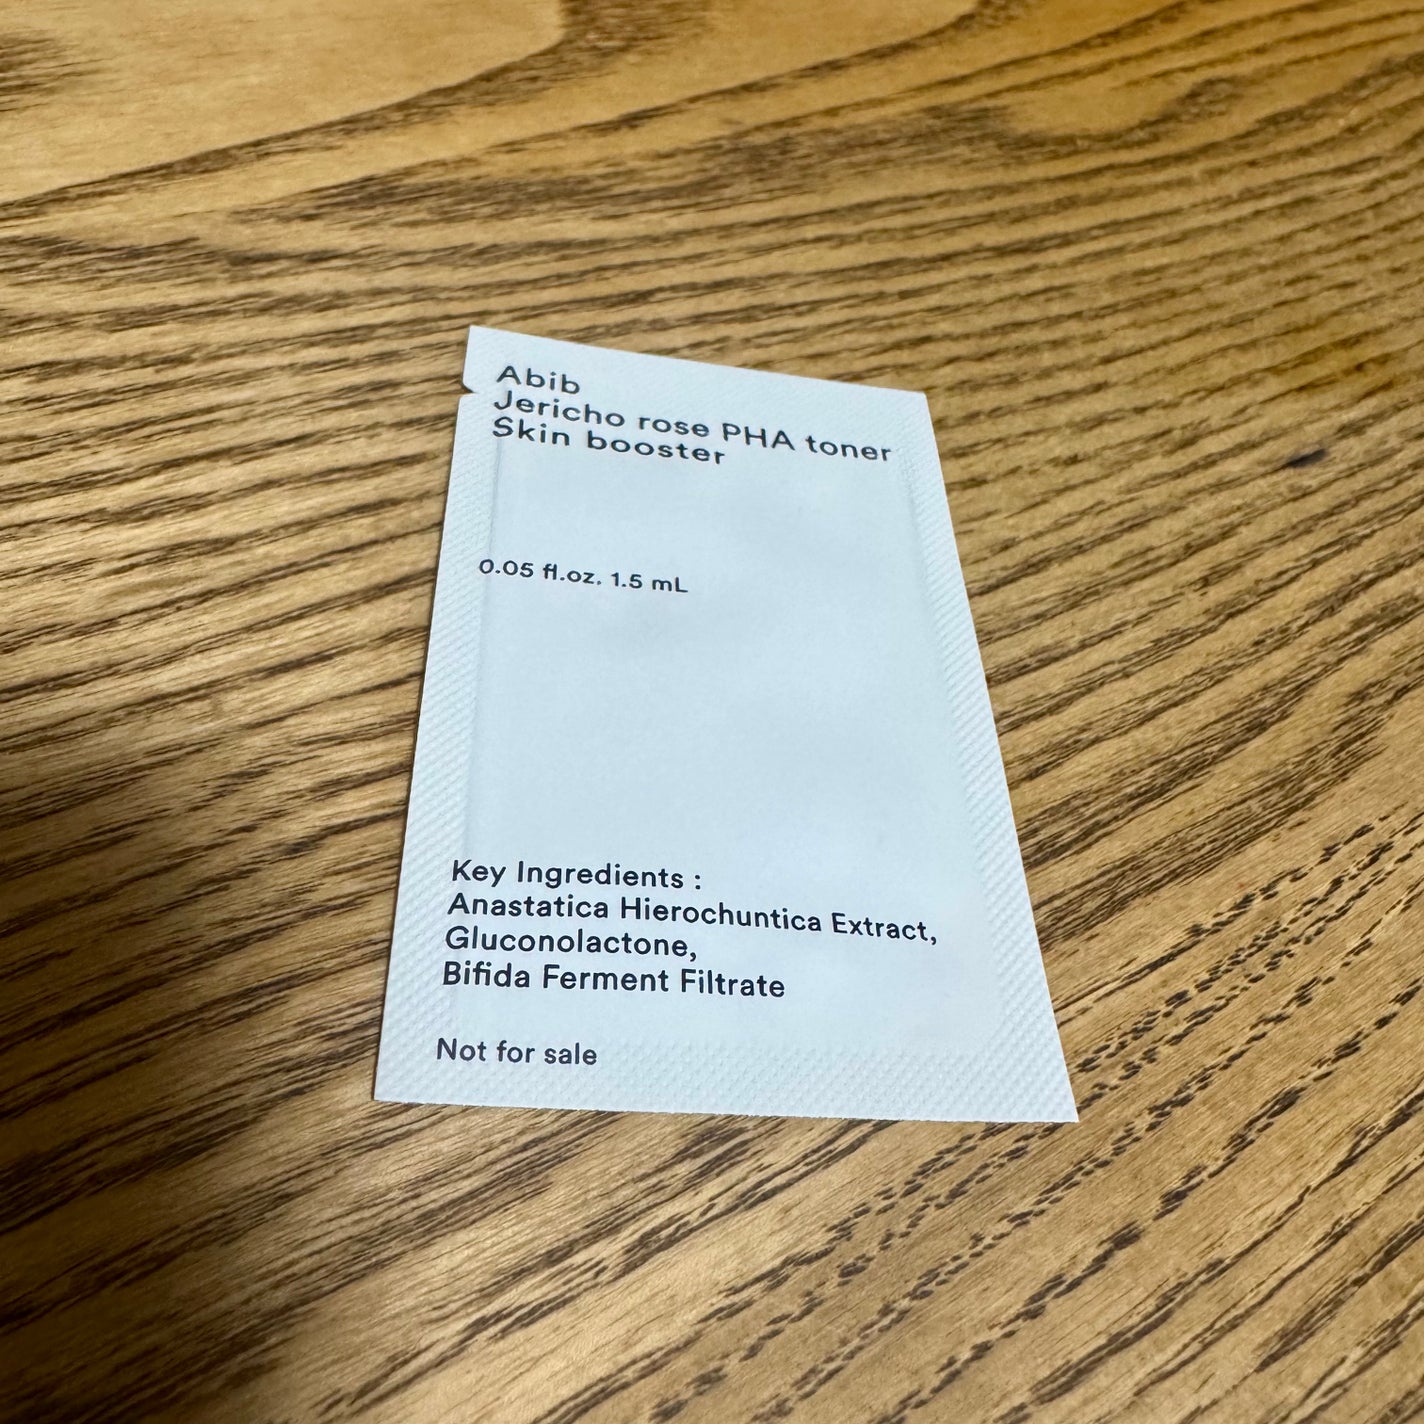 Abib
Jericho rose PHA toner
Skin booster
0.05 fl.oz. 1.5 mL
Key Ingredients :
Anastatica Hierochuntica Extract,
Gluconolactone,
Bifida Ferment Filtrate
Not for sale